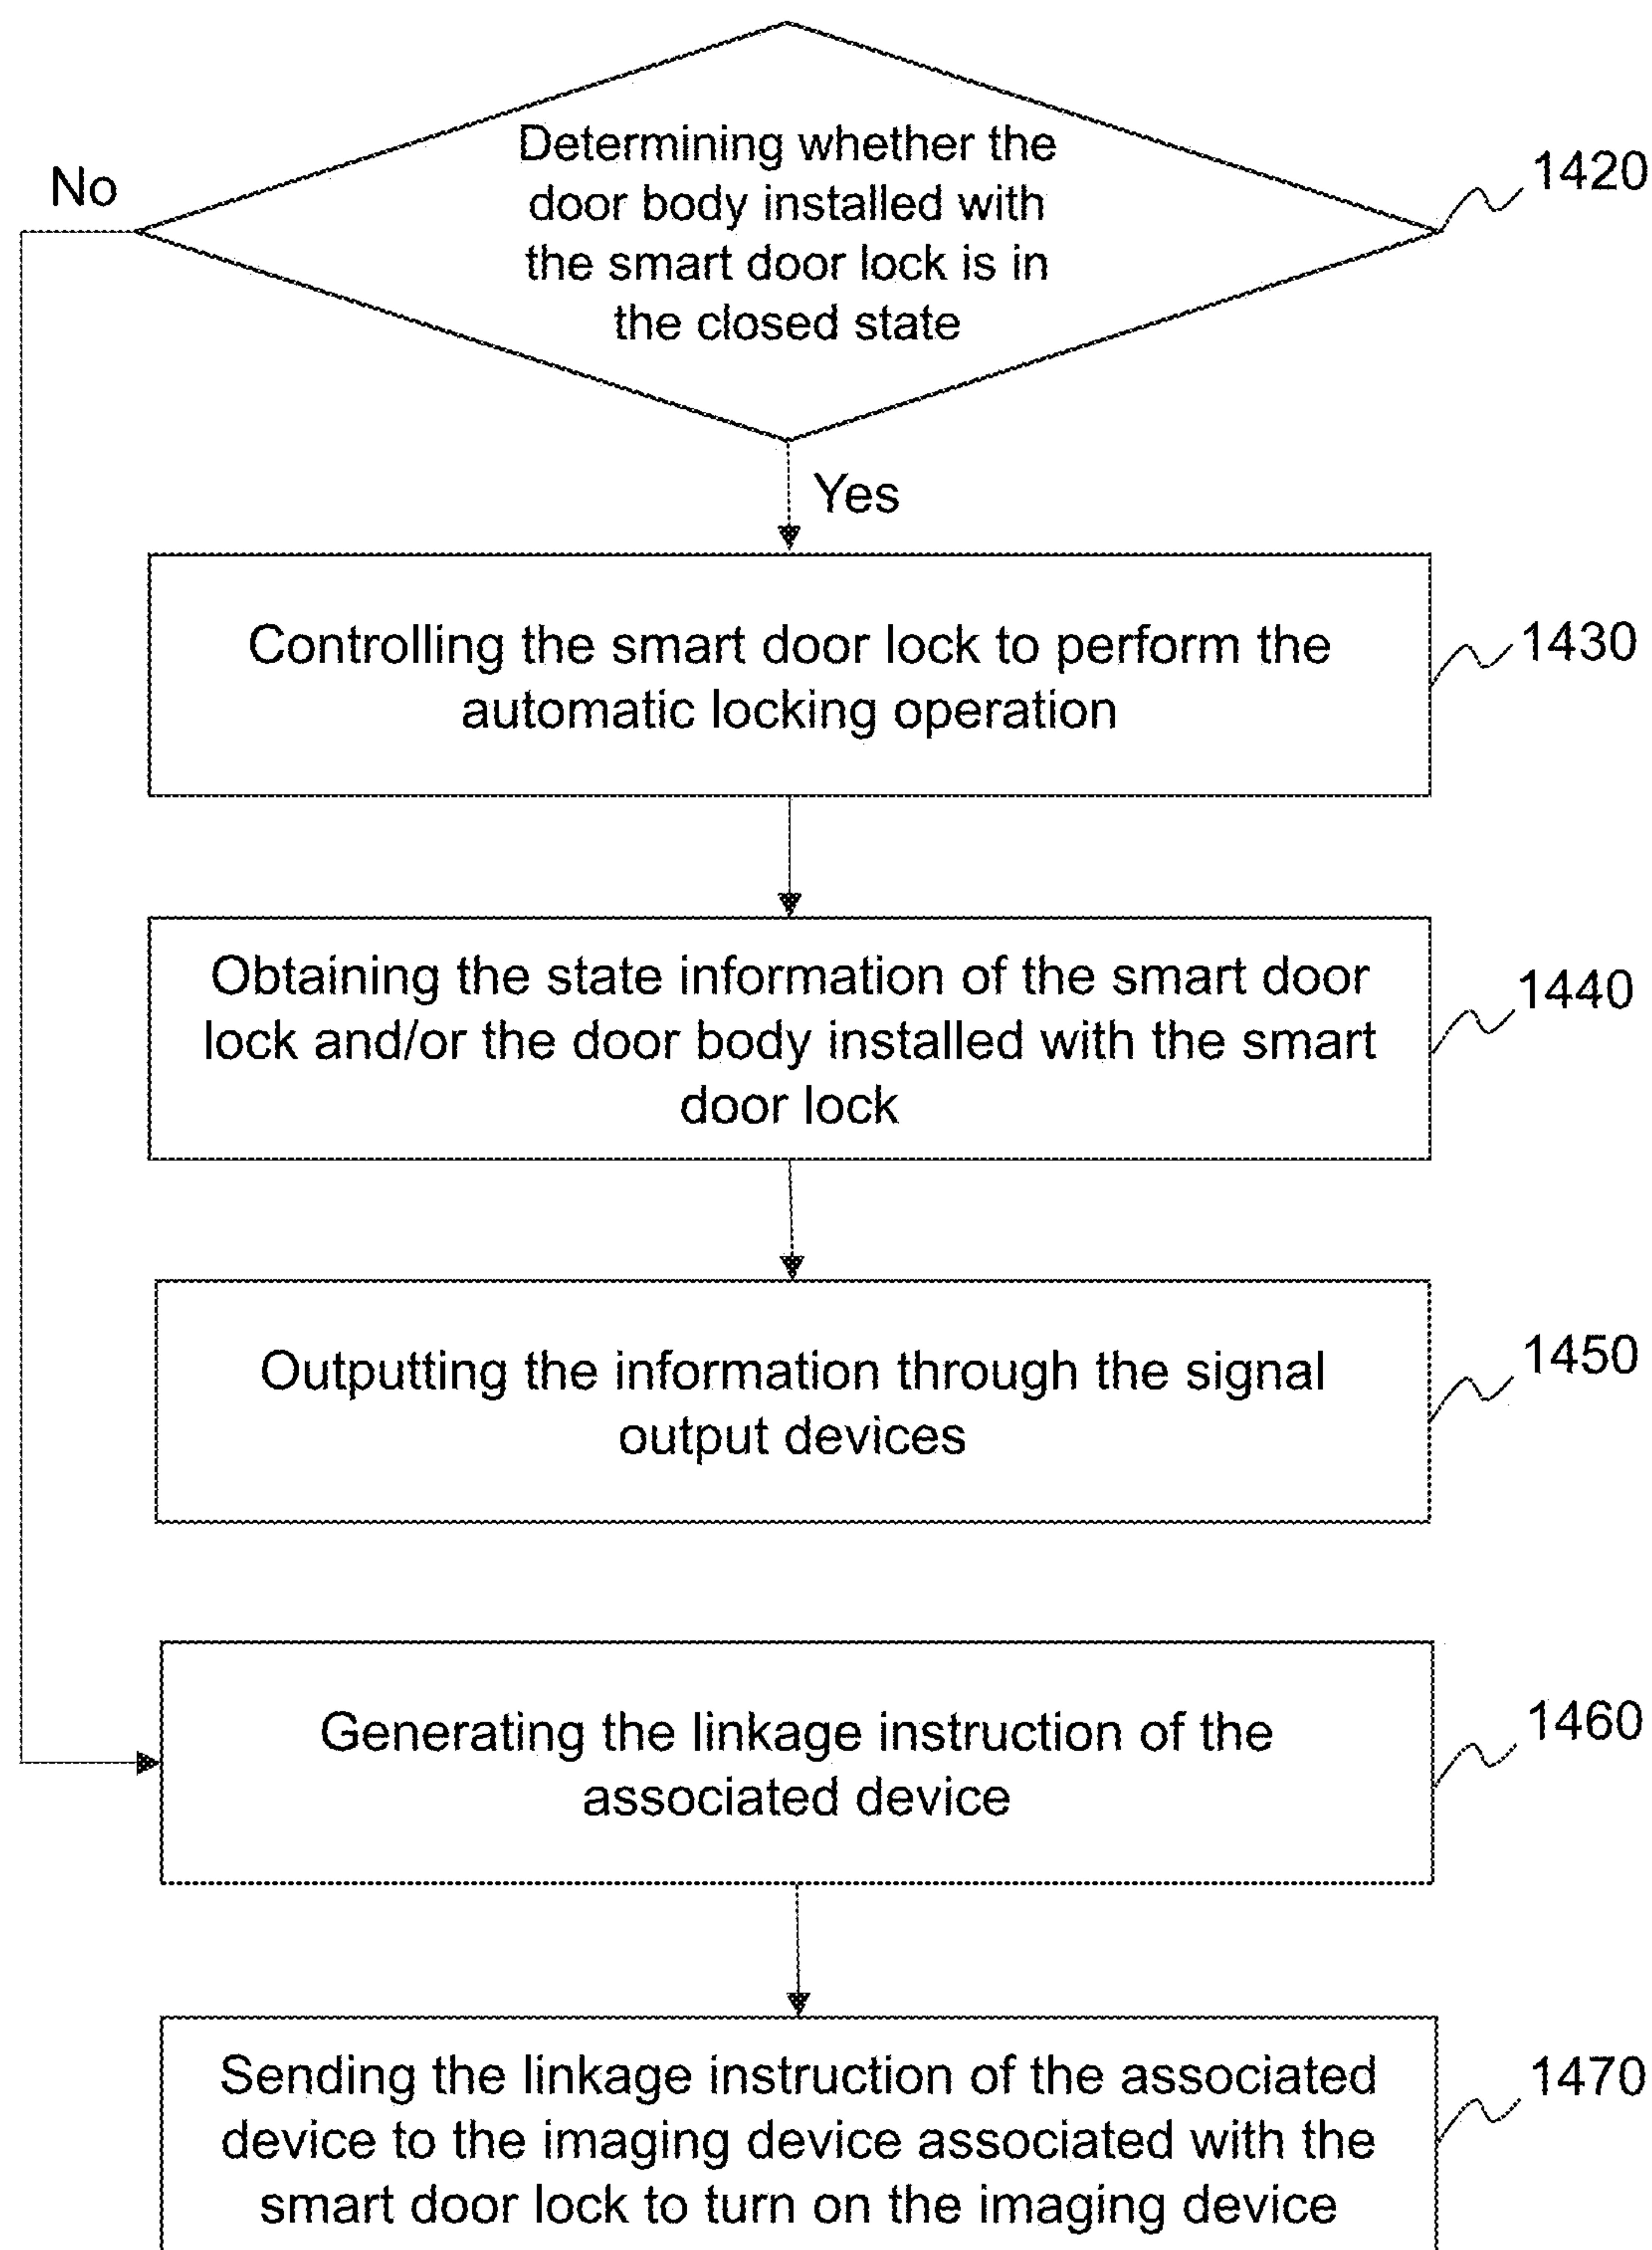 Determining whether the
door body installed with
the smart door lock is in
the closed state
1420
No
Yes
Controlling the smart door lock to perform the
automatic locking operation
1430
Obtaining the state information of the smart door
lock and/or the door body installed with the smart
door lock
1440
Outputting the information through the signal
output devices
1450
Generating the linkage instruction of the
associated device
1460
Sending the linkage instruction of the associated
device to the imaging device associated with the
smart door lock to turn on the imaging device
1470